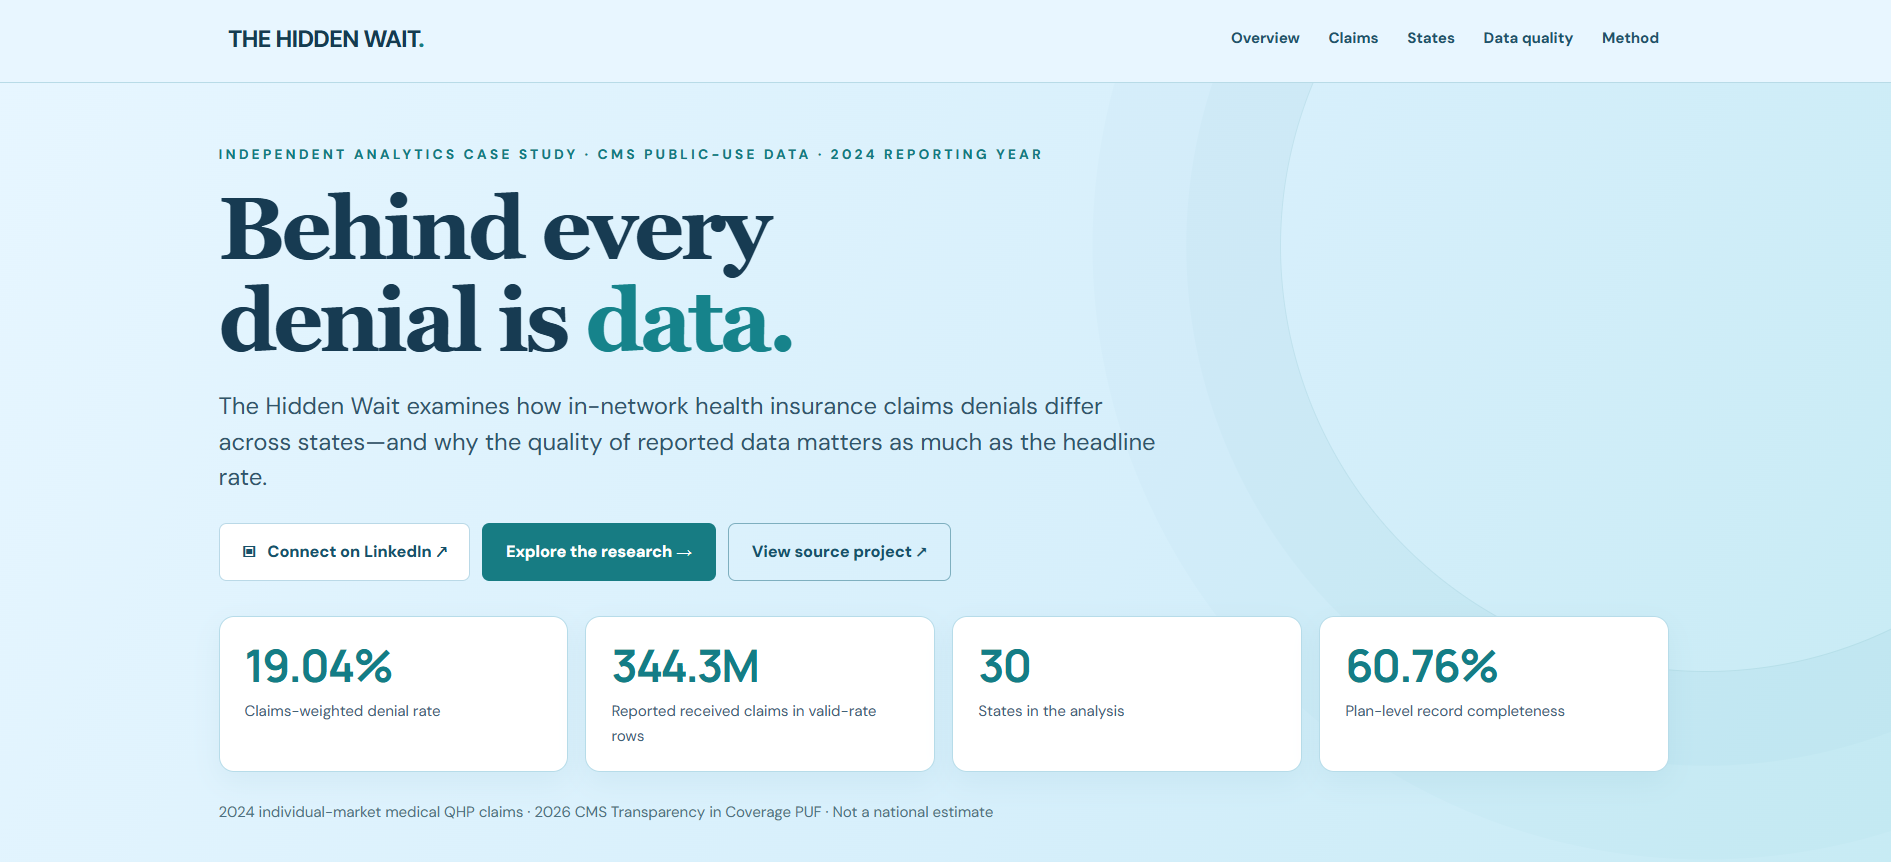 THE HIDDEN WAIT.
Overview Claims States Data quality Method
INDEPENDENT ANALYTICS CASE STUDY · CMS PUBLIC-USE DATA · 2024 REPORTING YEAR
Behind every
denial is data.
The Hidden Wait examines how in-network health insurance claims denials differ
across states—and why the quality of reported data matters as much as the headline
rate.
▣ Connect on LinkedIn ↗
Explore the research →
View source project ↗
19.04%
Claims-weighted denial rate
344.3M
Reported received claims in valid-rate
rows
30
States in the analysis
60.76%
Plan-level record completeness
2024 individual-market medical QHP claims · 2026 CMS Transparency in Coverage PUF · Not a national estimate